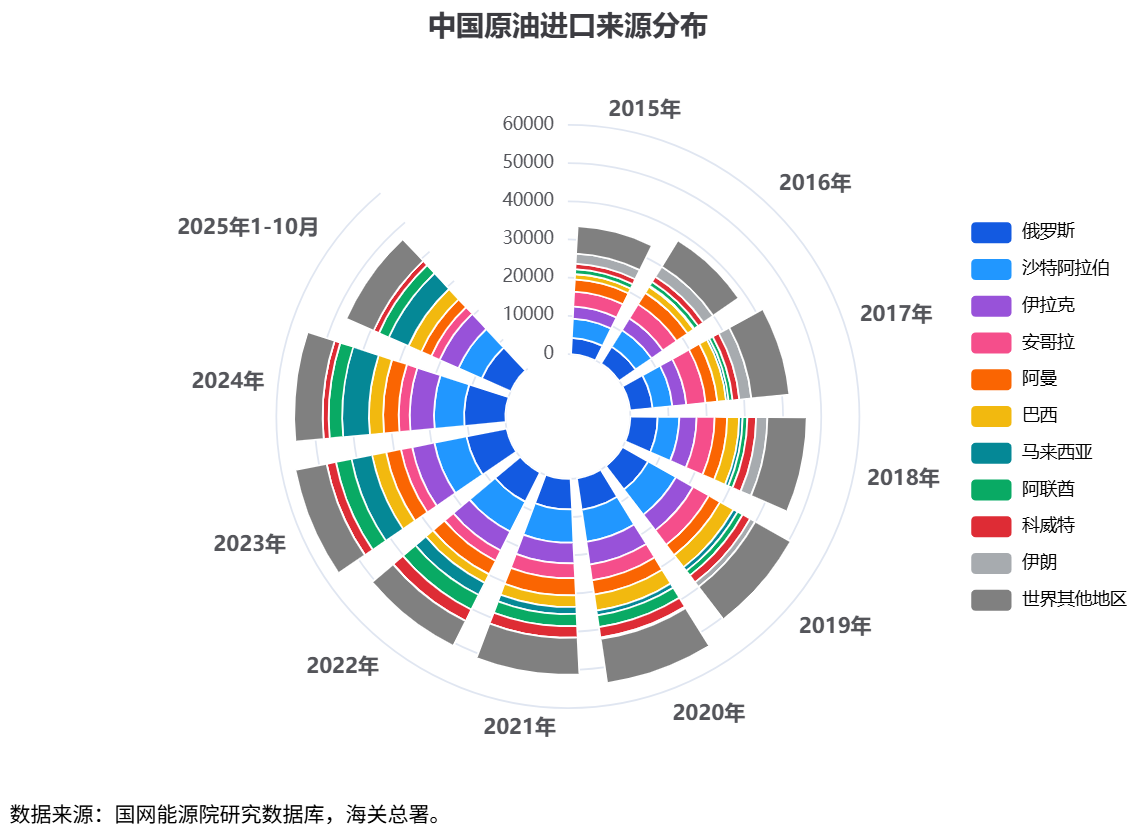 中国原油进口来源分布
2015年
2016年
2017年
2018年
2019年
2020年
2021年
2022年
2023年
2024年
2025年1-10月
60000
50000
40000
30000
20000
10000
0
俄罗斯
沙特阿拉伯
伊拉克
安哥拉
阿曼
巴西
马来西亚
阿联酋
科威特
伊朗
世界其他地区
数据来源：国网能源院研究数据库，海关总署。